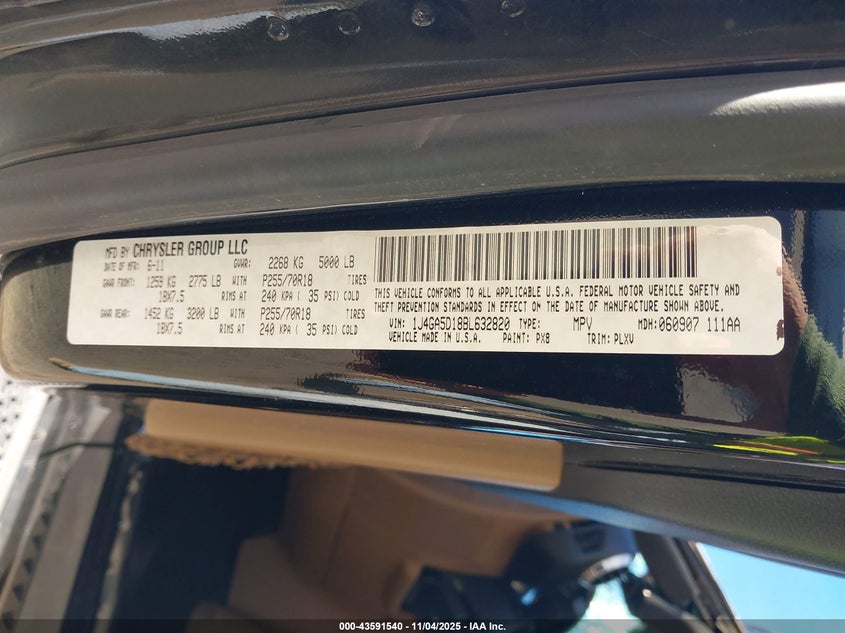 MFD BY CHRYSLER GROUP LLC
DATE OF MFR: 6-11 GVWR: 2268 KG 5000 LB
GAWR FRONT: 1259 KG 2775 LB WITH P255/70R18 TIRES
18X7.5 RIMS AT 240 KPA ( 35 PSI) COLD
GAWR REAR: 1452 KG 3200 LB WITH P255/70R18 TIRES
18X7.5 RIMS AT 240 KPA ( 35 PSI) COLD
THIS VEHICLE CONFORMS TO ALL APPLICABLE U.S.A. FEDERAL MOTOR VEHICLE SAFETY AND
THEFT PREVENTION STANDARDS IN EFFECT ON THE DATE OF MANUFACTURE SHOWN ABOVE.
VIN: 1J4GA5D18BL632820 TYPE: MPV MDH: 060907 111AA
VEHICLE MADE IN U.S.A. PAINT: PX8 TRIM: PLXV
000-43591540 - 11/04/2025 - IAA Inc.